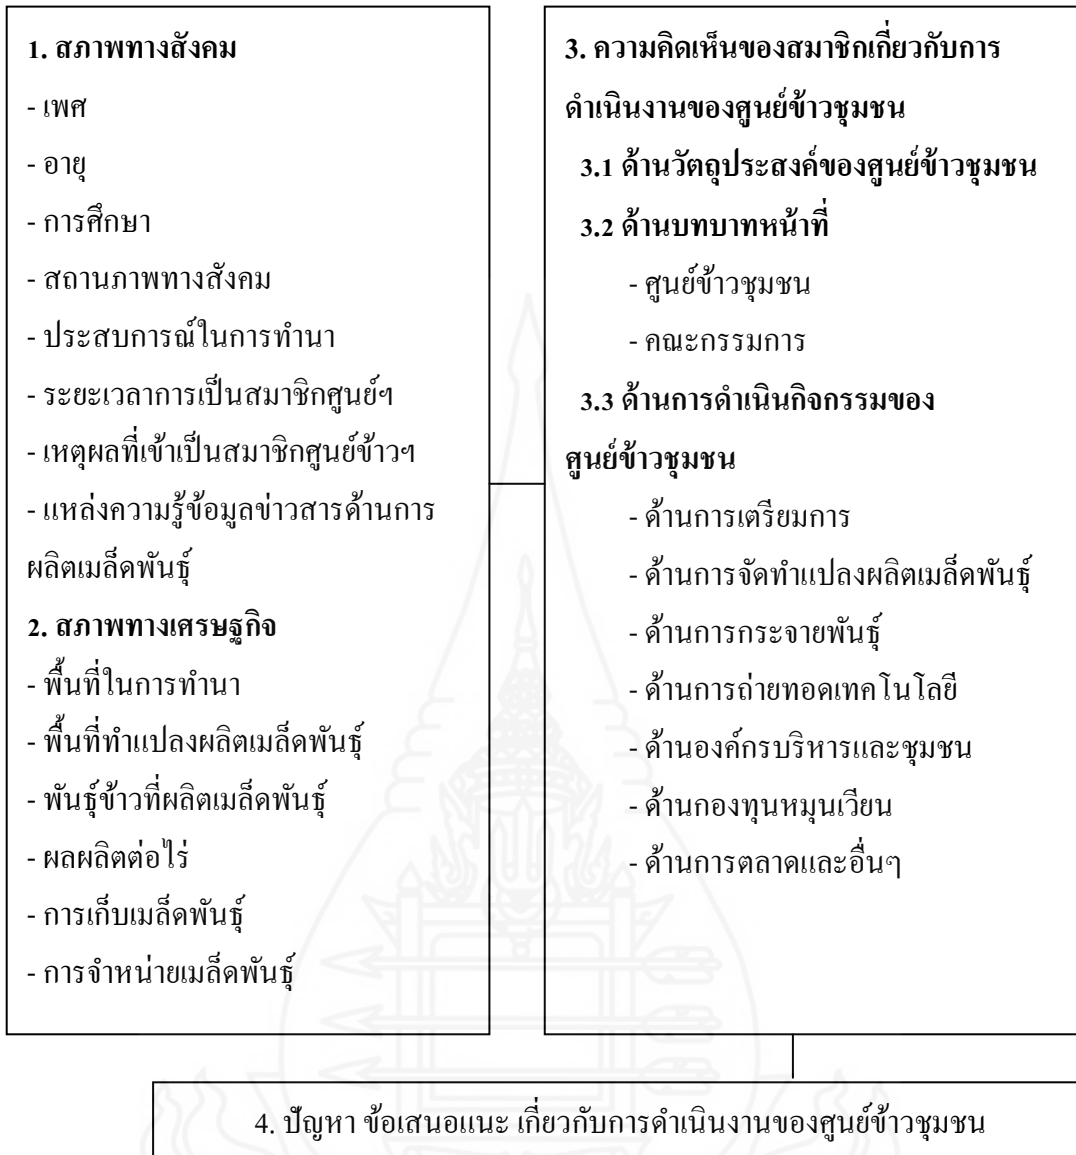 1. สภาพทางสังคม
- เพศ
- อายุ
- การศึกษา
- สถานภาพทางสังคม
- ประสบการณ์ในการทำนา
- ระยะเวลาการเป็นสมาชิกศูนย์ฯ
- เหตุผลที่เข้าเป็นสมาชิกศูนย์ข้าวฯ
- แหล่งความรู้ข้อมูลข่าวสารด้านการ
ผลิตเมล็ดพันธุ์
2. สภาพทางเศรษฐกิจ
- พื้นที่ในการทำนา
- พื้นที่ทำแปลงผลิตเมล็ดพันธุ์
- พันธุ์ข้าวที่ผลิตเมล็ดพันธุ์
- ผลผลิตต่อไร่
- การเก็บเมล็ดพันธุ์
- การจำหน่ายเมล็ดพันธุ์
3. ความคิดเห็นของสมาชิกเกี่ยวกับการ
ดำเนินงานของศูนย์ข้าวชุมชน
3.1 ด้านวัตถุประสงค์ของศูนย์ข้าวชุมชน
3.2 ด้านบทบาทหน้าที่
- ศูนย์ข้าวชุมชน
- คณะกรรมการ
3.3 ด้านการดำเนินกิจกรรมของ
ศูนย์ข้าวชุมชน
- ด้านการเตรียมการ
- ด้านการจัดทำแปลงผลิตเมล็ดพันธุ์
- ด้านการกระจายพันธุ์
- ด้านการถ่ายทอดเทคโนโลยี
- ด้านองค์กรบริหารและชุมชน
- ด้านกองทุนหมุนเวียน
- ด้านการตลาดและอื่นๆ
4. ปัญหา ข้อเสนอแนะ เกี่ยวกับการดำเนินงานของศูนย์ข้าวชุมชน